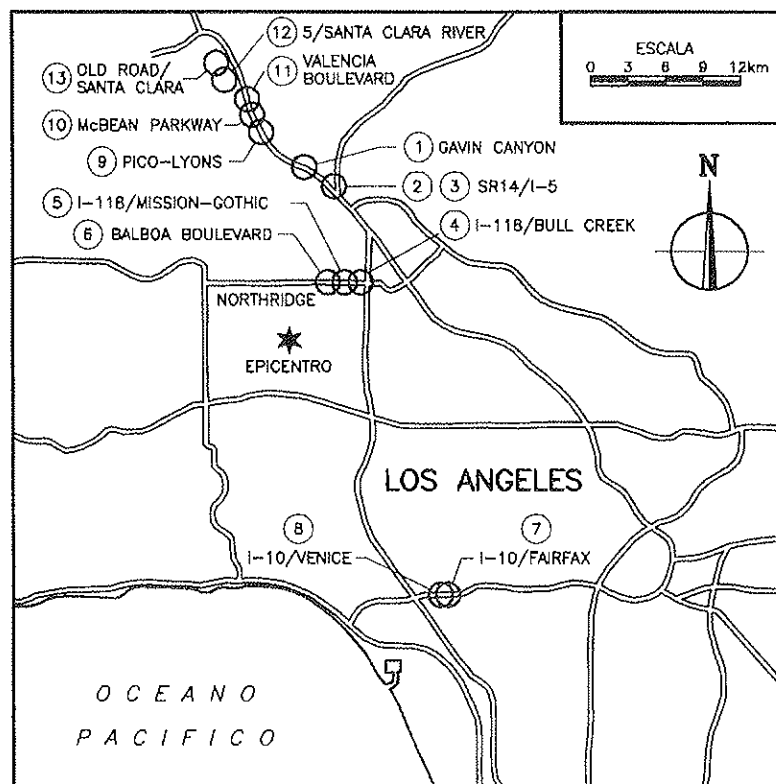 ESCALA
0 3 6 9 12km
12 5/SANTA CLARA RIVER
13 OLD ROAD/
SANTA CLARA
11 VALENCIA
BOULEVARD
10 McBEAN PARKWAY
9 PICO-LYONS
1 GAVIN CANYON
2 3 SR14/I-5
N
5 I-118/MISSION-GOTHIC
6 BALBOA BOULEVARD
4 I-118/BULL CREEK
NORTHRIDGE
EPICENTRO
LOS ANGELES
8
I-10/VENICE
7
I-10/FAIRFAX
OCEANO
PACIFICO